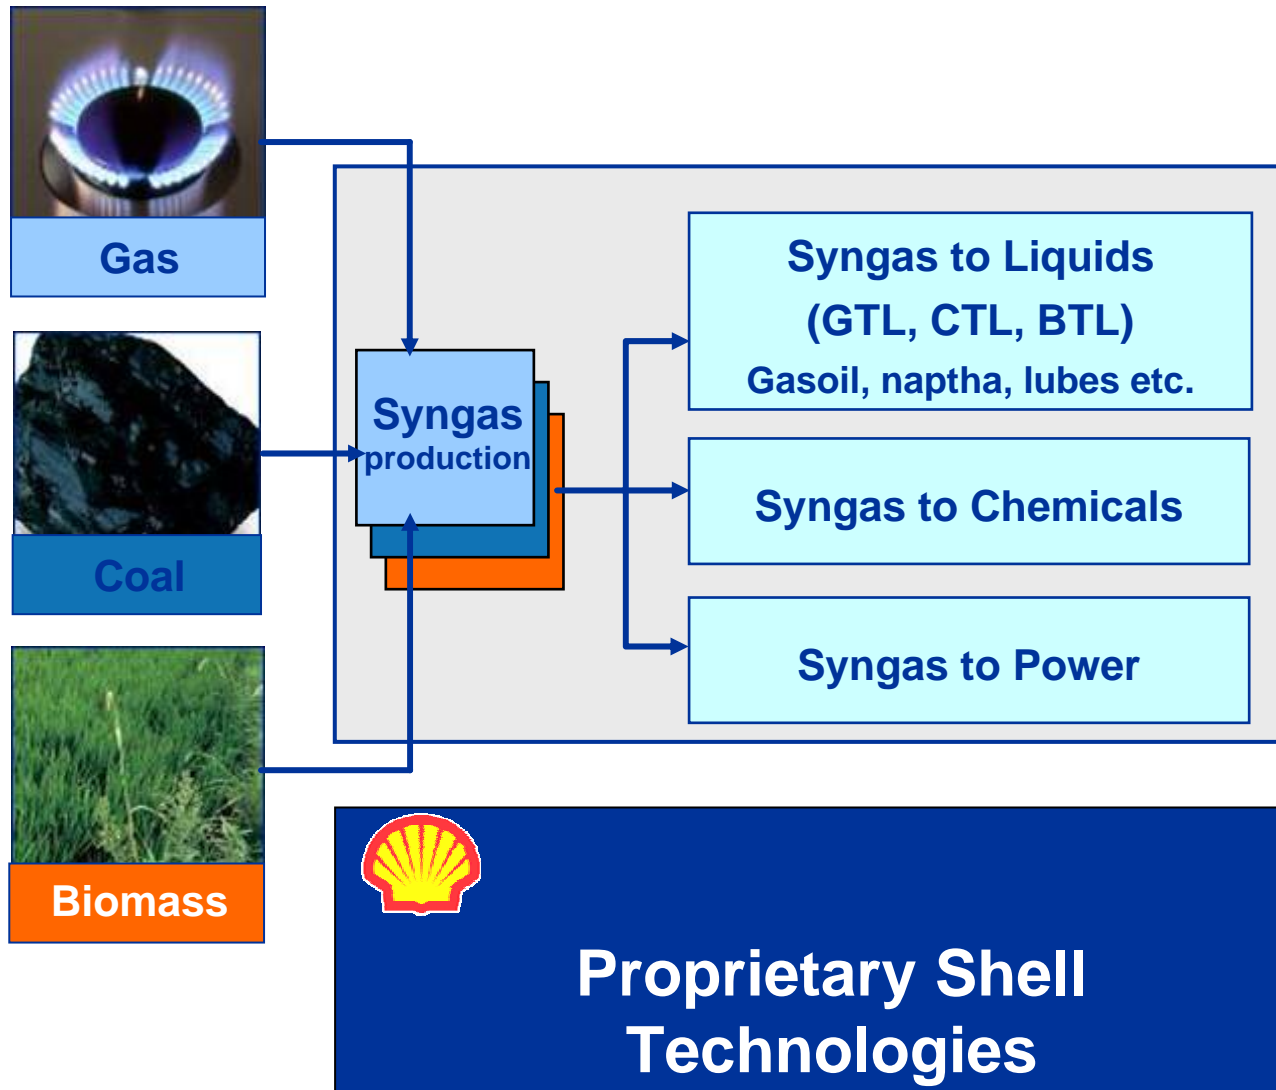 Gas
Coal
Biomass
Syngas
production
Syngas to Liquids
(GTL, CTL, BTL)
Gasoil, naptha, lubes etc.
Syngas to Chemicals
Syngas to Power
Proprietary Shell
Technologies